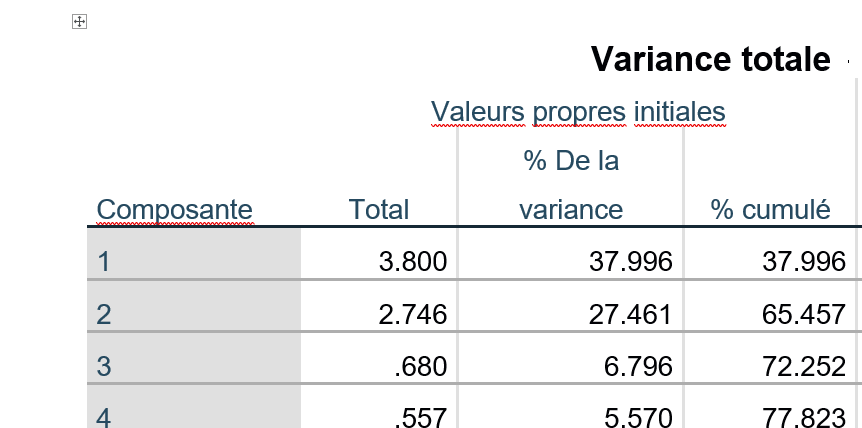 Variance totale
Valeurs propres initiales
% De la
Composante Total variance % cumulé
1 3.800 37.996 37.996
2 2.746 27.461 65.457
3 .680 6.796 72.252
4 .557 5.570 77.823